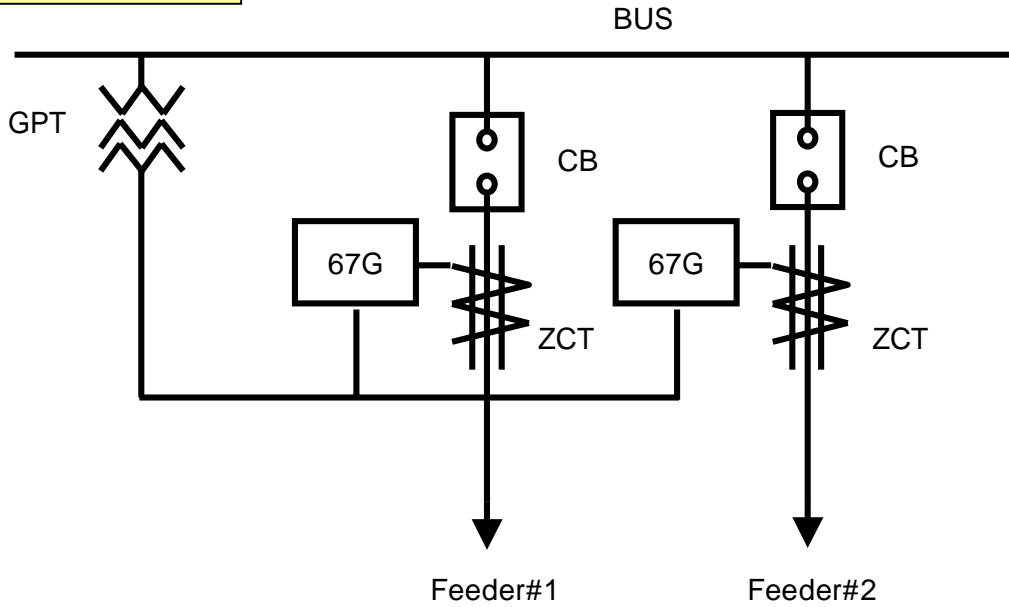 BUS
GPT
CB
CB
67G
67G
ZCT
ZCT
Feeder#1
Feeder#2